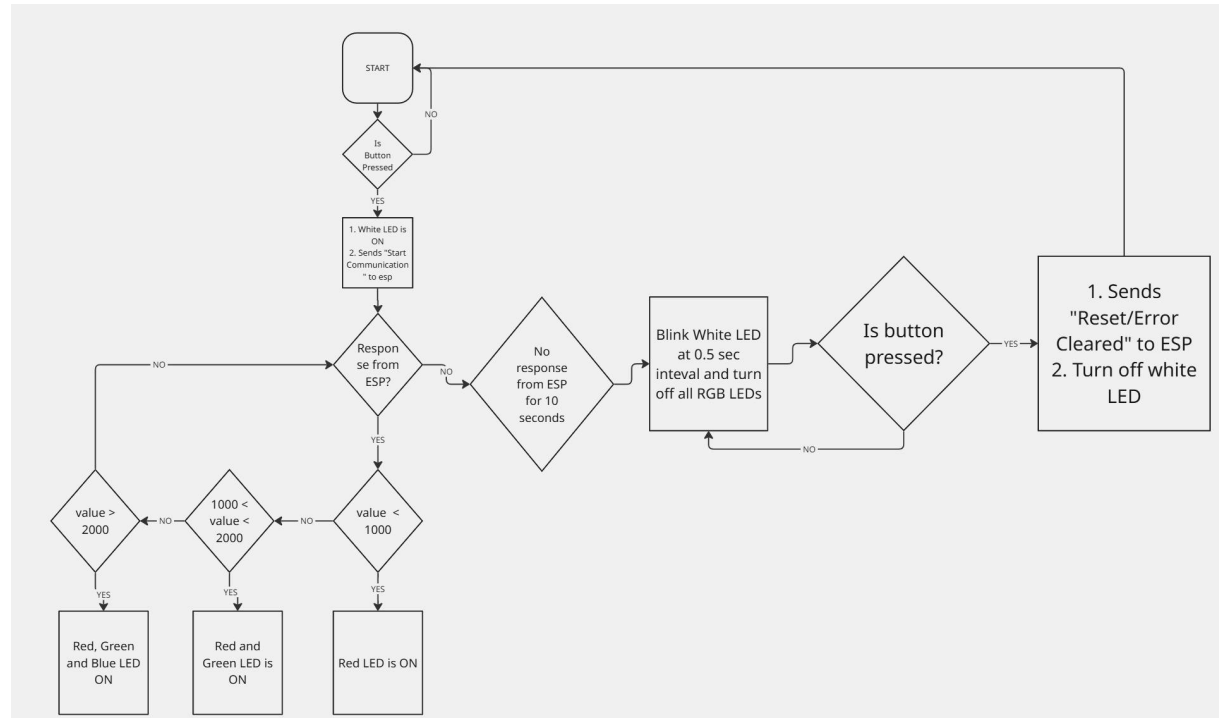 START
NO
Is
Button
Pressed
YES
1. White LED is
ON
2. Sends "Start
Communication
" to esp
Respon
se from
ESP?
NO
NO
No
response
from ESP
for 10
seconds
Blink White LED
at 0.5 sec
inteval and turn
off all RGB LEDs
Is button
pressed?
NO
YES
1. Sends
"Reset/Error
Cleared" to ESP
2. Turn off white
LED
YES
value <
1000
NO
1000 <
value <
2000
NO
value >
2000
YES
YES
YES
Red, Green
and Blue LED
ON
Red and
Green LED is
ON
Red LED is ON